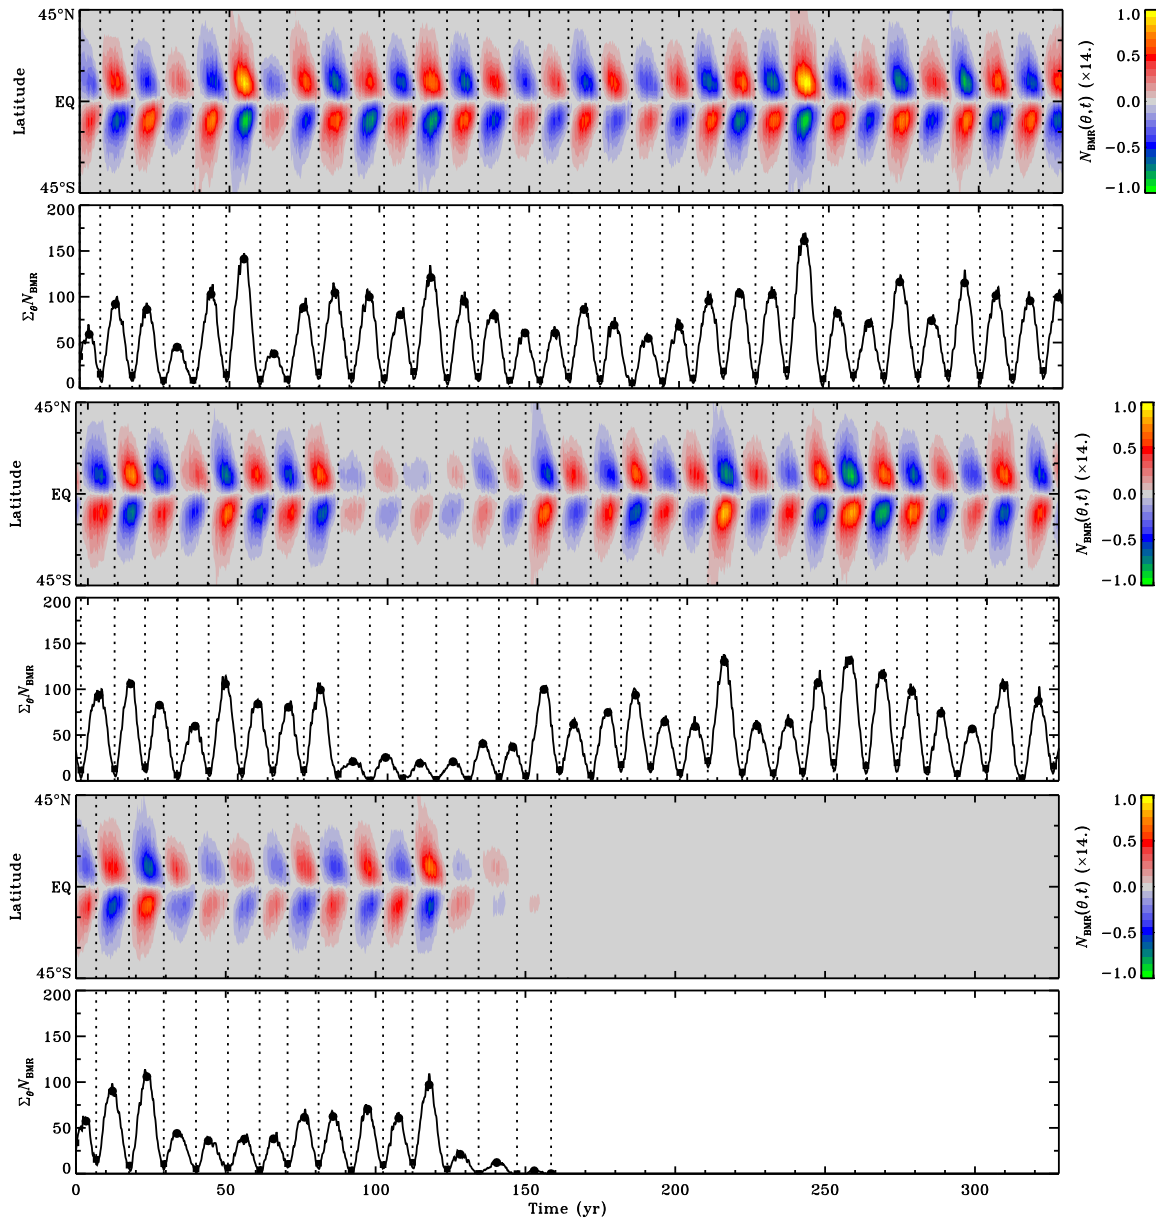 45°N
EQ
45°S
Latitude
1.0
0.5
0.0
−0.5
−1.0
N_BMR(θ,t) (×14.)
200
150
100
50
0
Σ_θ N_BMR
45°N
EQ
45°S
Latitude
1.0
0.5
0.0
−0.5
−1.0
N_BMR(θ,t) (×14.)
200
150
100
50
0
Σ_θ N_BMR
45°N
EQ
45°S
Latitude
1.0
0.5
0.0
−0.5
−1.0
N_BMR(θ,t) (×14.)
200
150
100
50
0
Σ_θ N_BMR
0 50 100 150 200 250 300
Time (yr)